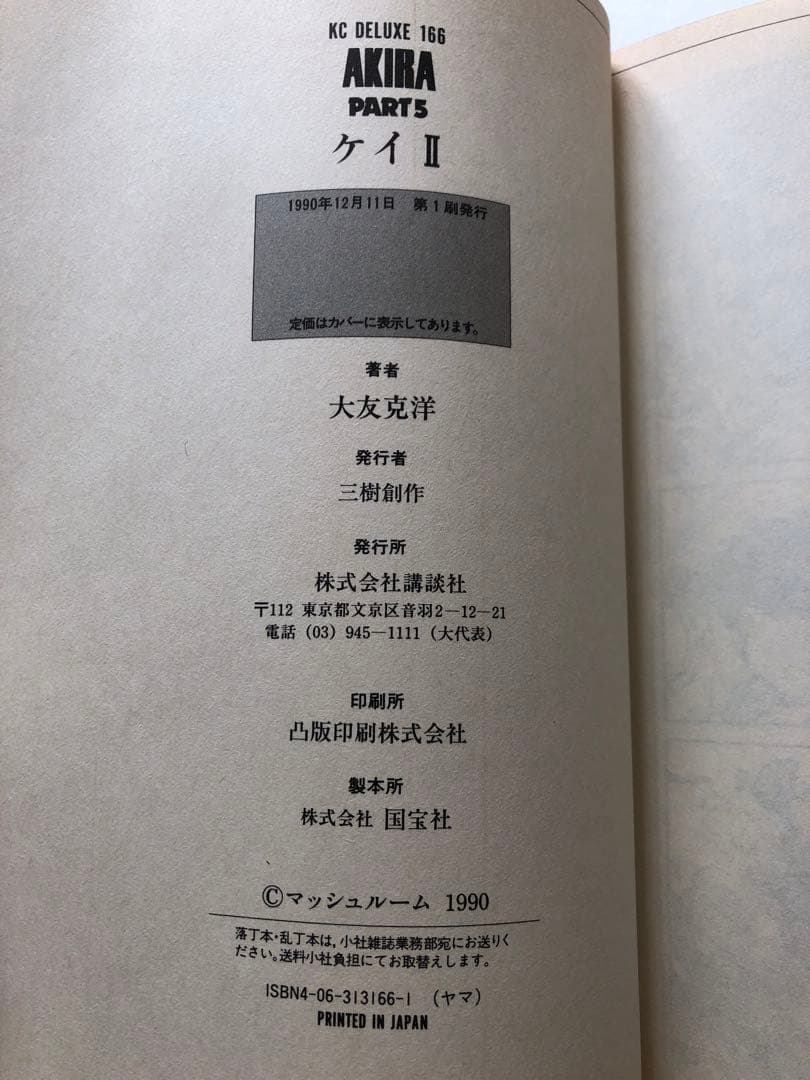 KC DELUXE 166
AKIRA
PART5
ケイⅡ
1990年12月11日 第1刷発行
定価はカバーに表示してあります。
著者
大友克洋
発行者
三樹創作
発行所
株式会社講談社
〒112 東京都文京区音羽2―12―21
電話 (03) 945―1111 (大代表)
印刷所
凸版印刷株式会社
製本所
株式会社 国宝社
©マッシュルーム 1990
落丁本・乱丁本は,小社雑誌業務部宛にお送りく
ださい。送料小社負担にてお取替えします。
ISBN4-06-313166-1 (ヤマ)
PRINTED IN JAPAN